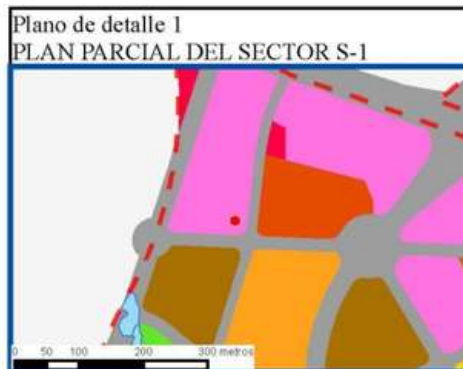 Plano de detalle 1
PLAN PARCIAL DEL SECTOR S-1
0 50 100 200 300 metros